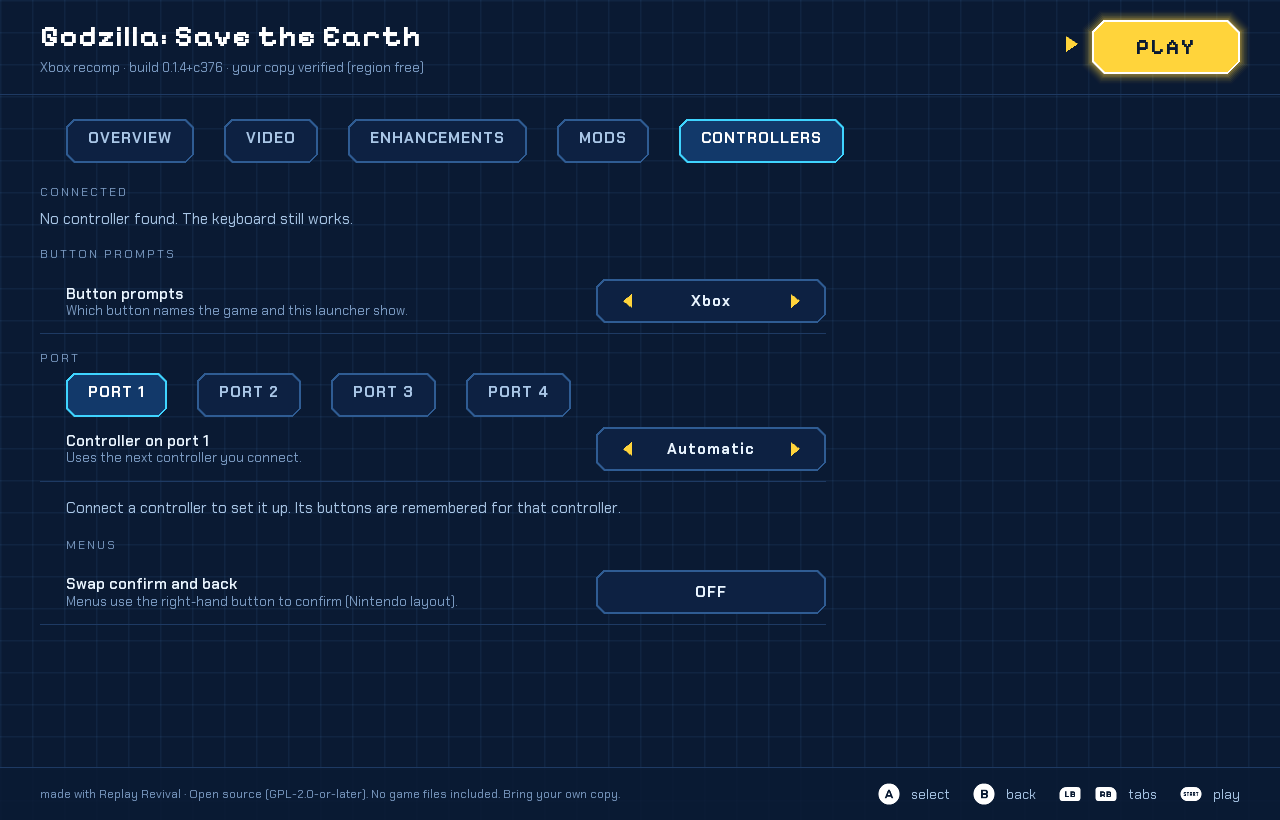 Godzilla: Save the Earth
Xbox recomp · build 0.1.4+c376 · your copy verified (region free)
PLAY
OVERVIEW
VIDEO
ENHANCEMENTS
MODS
CONTROLLERS
CONNECTED
No controller found. The keyboard still works.
BUTTON PROMPTS
Button prompts
Which button names the game and this launcher show.
Xbox
PORT
PORT 1
PORT 2
PORT 3
PORT 4
Controller on port 1
Uses the next controller you connect.
Automatic
Connect a controller to set it up. Its buttons are remembered for that controller.
MENUS
Swap confirm and back
Menus use the right-hand button to confirm (Nintendo layout).
OFF
made with Replay Revival · Open source (GPL-2.0-or-later). No game files included. Bring your own copy.
A select B back LB RB tabs START play